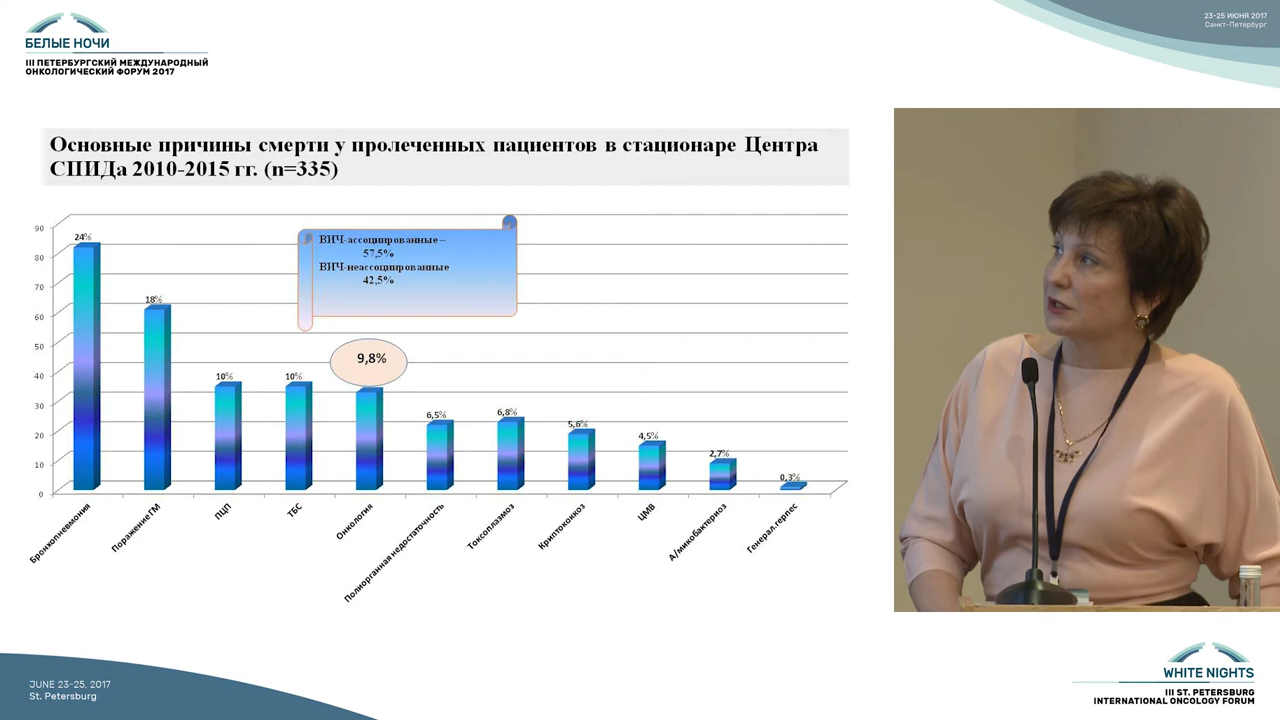 БЕЛЫЕ НОЧИ
III ПЕТЕРБУРГСКИЙ МЕЖДУНАРОДНЫЙ
ОНКОЛОГИЧЕСКИЙ ФОРУМ 2017
23-25 ИЮНЯ 2017
Санкт-Петербург
Основные причины смерти у пролеченных пациентов в стационаре Центра
СПИДа 2010-2015 гг. (n=335)
ВИЧ-ассоциированные –
57,5%
ВИЧ-неассоциированные
42,5%
90
80
70
60
50
40
30
20
10
0
24%
18%
10%
10%
9,8%
6,5%
6,8%
5,6%
4,5%
2,7%
0,3%
Бронхопневмония
Поражение ГМ
ПЦП
ТБС
Онкология
Полиорганная недостаточность
Токсоплазмоз
Криптококкоз
ЦМВ
А/микобактериоз
Генерал.герпес
JUNE 23-25, 2017
St. Petersburg
WHITE NIGHTS
III ST. PETERSBURG
INTERNATIONAL ONCOLOGY FORUM